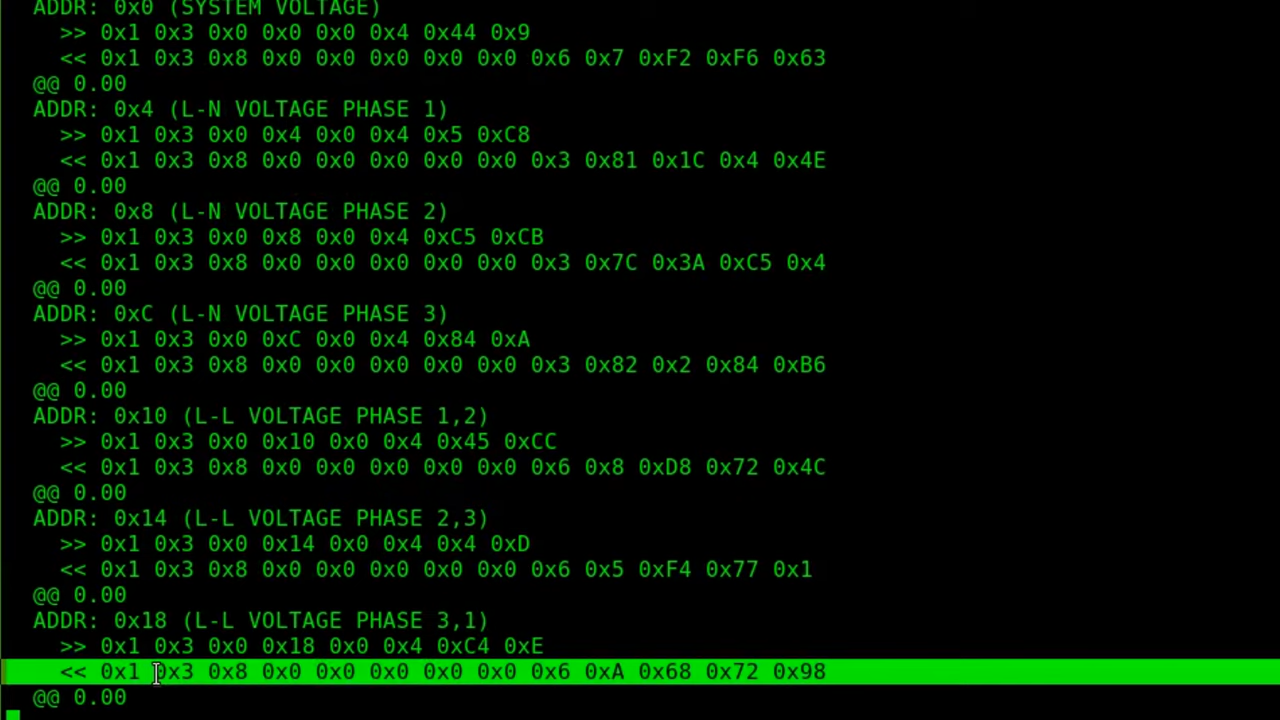 ADDR: 0x0 (SYSTEM VOLTAGE)
>> 0x1 0x3 0x0 0x0 0x0 0x4 0x44 0x9
<< 0x1 0x3 0x8 0x0 0x0 0x0 0x0 0x0 0x6 0x7 0xF2 0xF6 0x63
@@ 0.00
ADDR: 0x4 (L-N VOLTAGE PHASE 1)
>> 0x1 0x3 0x0 0x4 0x0 0x4 0x5 0xC8
<< 0x1 0x3 0x8 0x0 0x0 0x0 0x0 0x0 0x3 0x81 0x1C 0x4 0x4E
@@ 0.00
ADDR: 0x8 (L-N VOLTAGE PHASE 2)
>> 0x1 0x3 0x0 0x8 0x0 0x4 0xC5 0xCB
<< 0x1 0x3 0x8 0x0 0x0 0x0 0x0 0x0 0x3 0x7C 0x3A 0xC5 0x4
@@ 0.00
ADDR: 0xC (L-N VOLTAGE PHASE 3)
>> 0x1 0x3 0x0 0xC 0x0 0x4 0x84 0xA
<< 0x1 0x3 0x8 0x0 0x0 0x0 0x0 0x0 0x3 0x82 0x2 0x84 0xB6
@@ 0.00
ADDR: 0x10 (L-L VOLTAGE PHASE 1,2)
>> 0x1 0x3 0x0 0x10 0x0 0x4 0x45 0xCC
<< 0x1 0x3 0x8 0x0 0x0 0x0 0x0 0x0 0x6 0x8 0xD8 0x72 0x4C
@@ 0.00
ADDR: 0x14 (L-L VOLTAGE PHASE 2,3)
>> 0x1 0x3 0x0 0x14 0x0 0x4 0x4 0xD
<< 0x1 0x3 0x8 0x0 0x0 0x0 0x0 0x0 0x6 0x5 0xF4 0x77 0x1
@@ 0.00
ADDR: 0x18 (L-L VOLTAGE PHASE 3,1)
>> 0x1 0x3 0x0 0x18 0x0 0x4 0xC4 0xE
<< 0x1 0x3 0x8 0x0 0x0 0x0 0x0 0x0 0x6 0xA 0x68 0x72 0x98
@@ 0.00